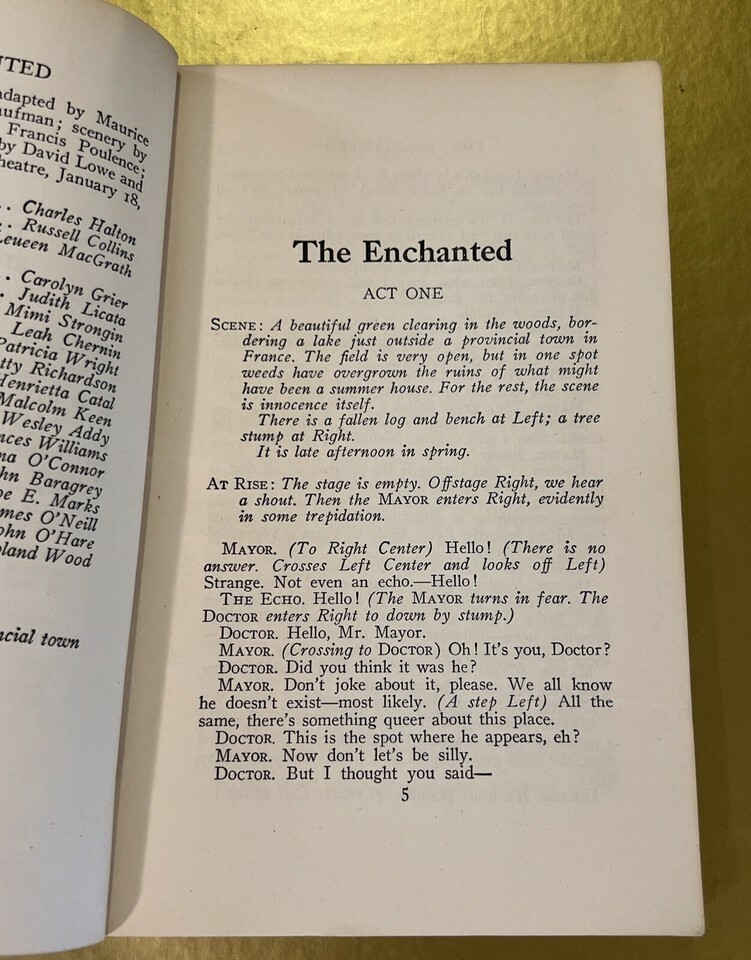 NTED
adapted by Maurice
ufman; scenery by
Francis Poulence;
by David Lowe and
heatre, January 18,
. . Charles Halton
. . Russell Collins
Leueen MacGrath
. . Carolyn Grier
. Judith Licata
Mimi Strongin
Leah Chernin
Patricia Wright
tty Richardson
Henrietta Catal
Malcolm Keen
Wesley Addy
nces Williams
na O'Connor
hn Baragrey
oe E. Marks
mes O'Neill
ohn O'Hare
oland Wood
ncial town
The Enchanted
ACT ONE
SCENE: A beautiful green clearing in the woods, bor-
dering a lake just outside a provincial town in
France. The field is very open, but in one spot
weeds have overgrown the ruins of what might
have been a summer house. For the rest, the scene
is innocence itself.
There is a fallen log and bench at Left; a tree
stump at Right.
It is late afternoon in spring.
AT RISE: The stage is empty. Offstage Right, we hear
a shout. Then the MAYOR enters Right, evidently
in some trepidation.
MAYOR. (To Right Center) Hello! (There is no
answer. Crosses Left Center and looks off Left)
Strange. Not even an echo.—Hello!
THE ECHO. Hello! (The MAYOR turns in fear. The
DOCTOR enters Right to down by stump.)
DOCTOR. Hello, Mr. Mayor.
MAYOR. (Crossing to DOCTOR) Oh! It's you, Doctor?
DOCTOR. Did you think it was he?
MAYOR. Don't joke about it, please. We all know
he doesn't exist—most likely. (A step Left) All the
same, there's something queer about this place.
DOCTOR. This is the spot where he appears, eh?
MAYOR. Now don't let's be silly.
DOCTOR. But I thought you said—
5